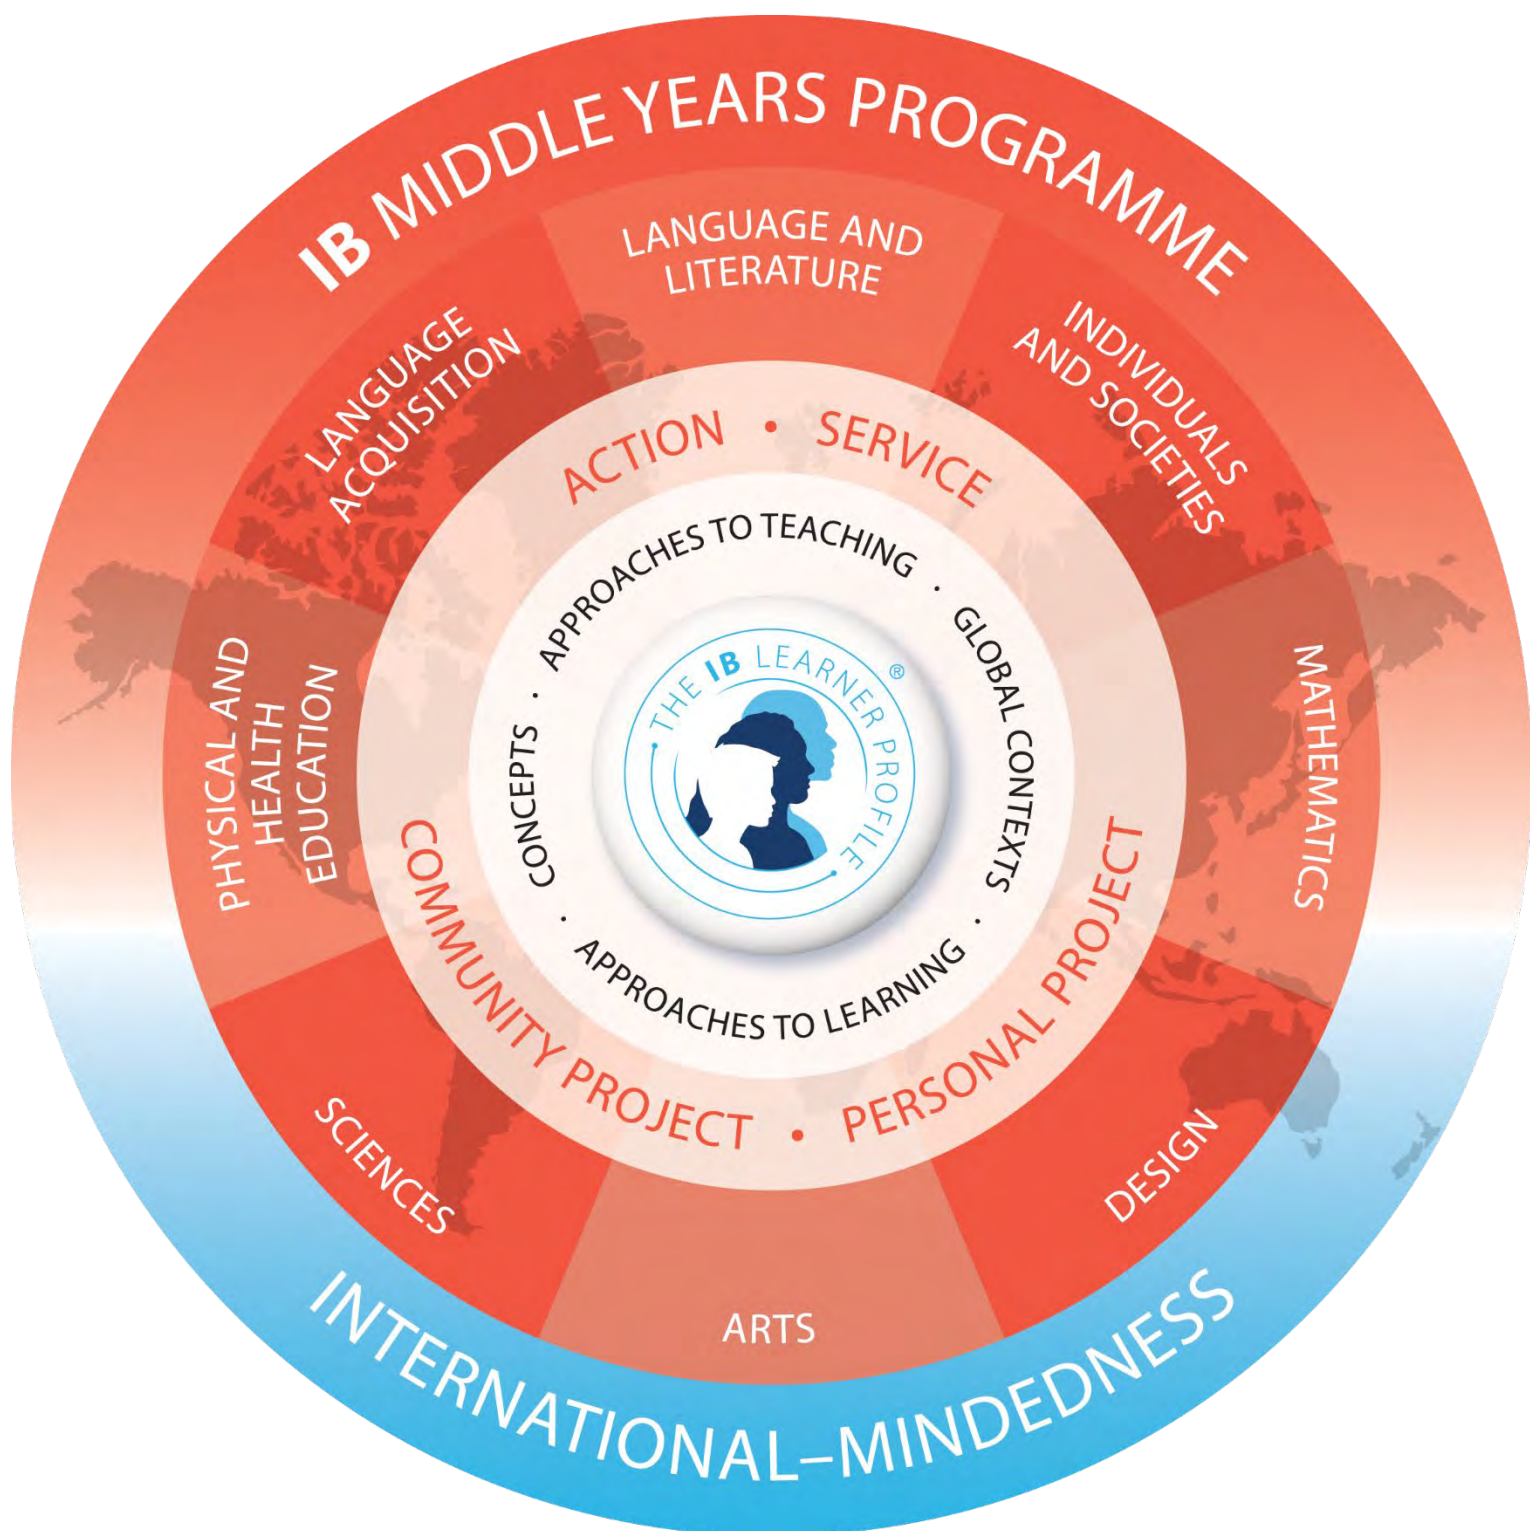 IB MIDDLE YEARS PROGRAMME
LANGUAGE AND
LITERATURE
INDIVIDUALS
AND SOCIETIES
MATHEMATICS
DESIGN
ARTS
SCIENCES
PHYSICAL AND
HEALTH
EDUCATION
LANGUAGE
ACQUISITION
ACTION • SERVICE
COMMUNITY PROJECT • PERSONAL PROJECT
APPROACHES TO TEACHING •
GLOBAL CONTEXTS •
APPROACHES TO LEARNING •
CONCEPTS •
THE IB LEARNER PROFILE ®
INTERNATIONAL–MINDEDNESS